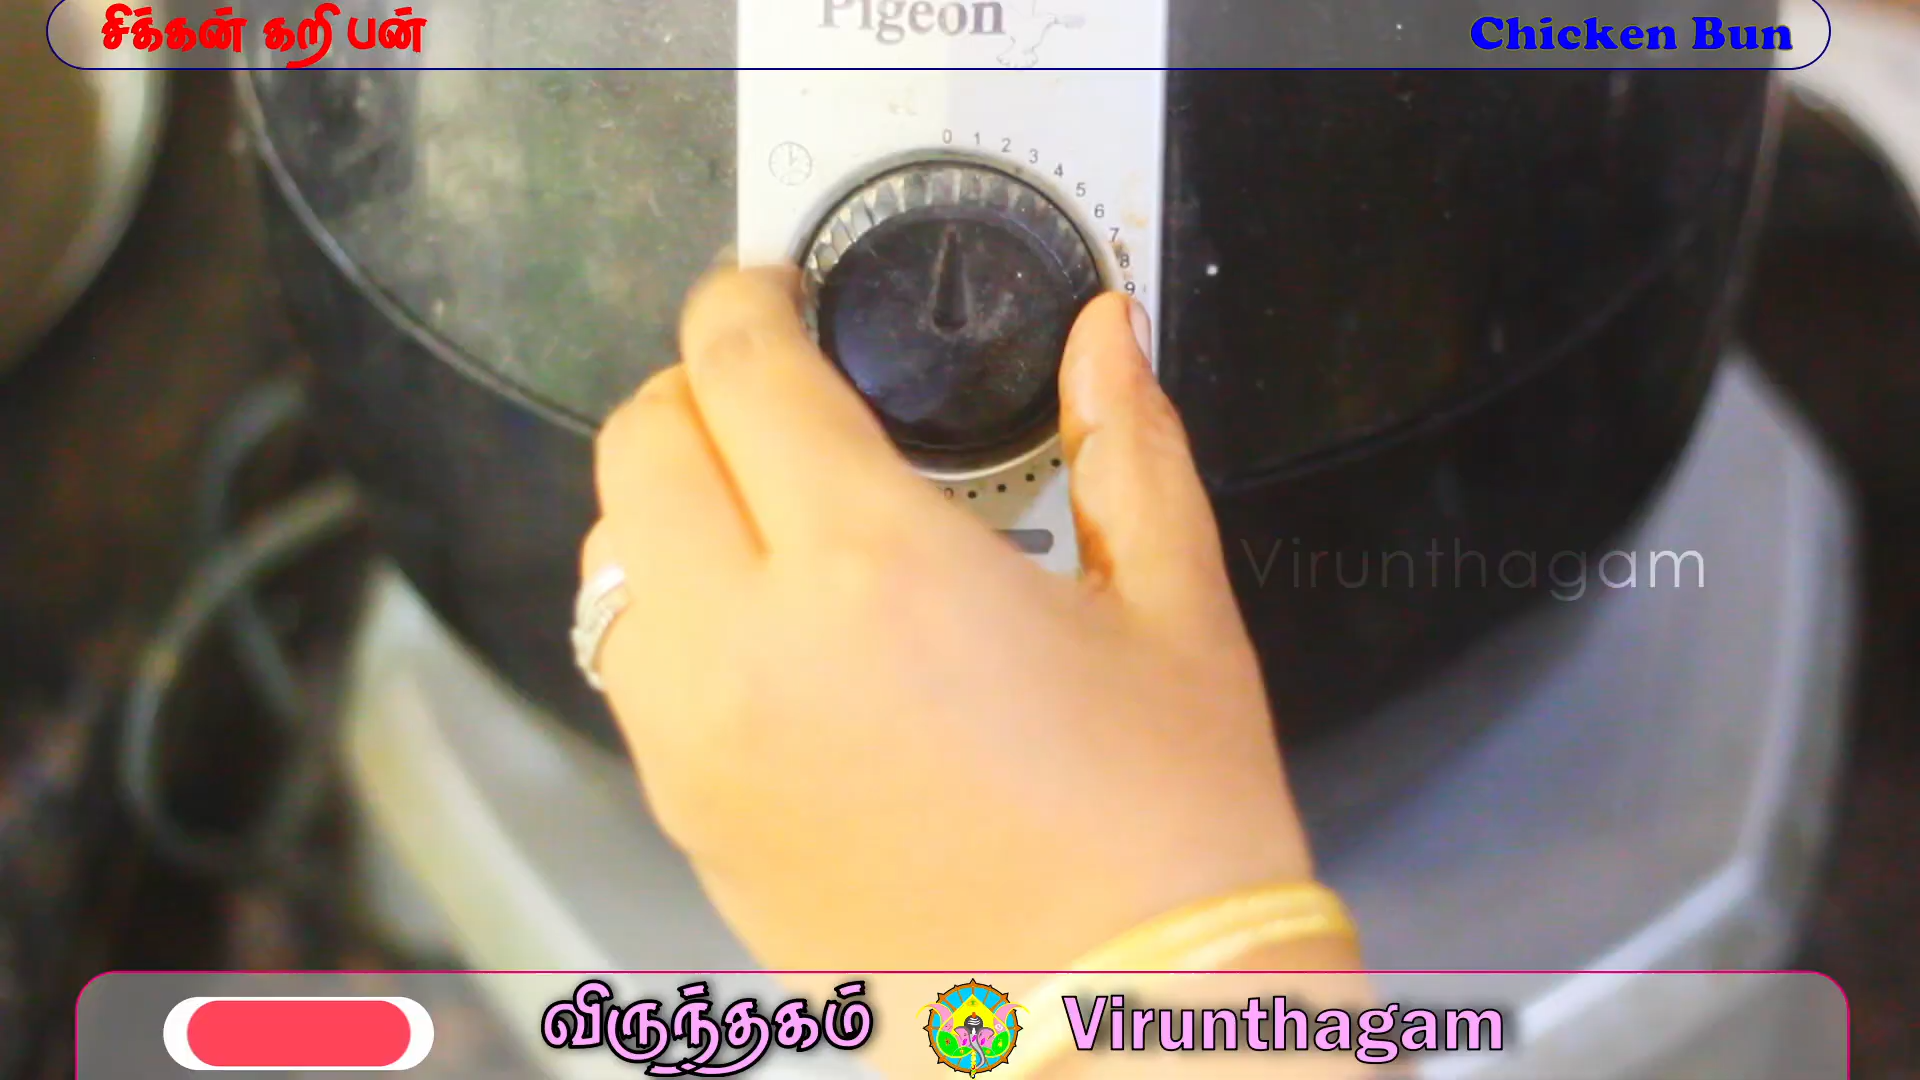 சிக்கன் கறி பன்
Chicken Bun
Pigeon
0 1 2 3 4 5 6 7 8 9
Virunthagam
விருந்தகம் Virunthagam